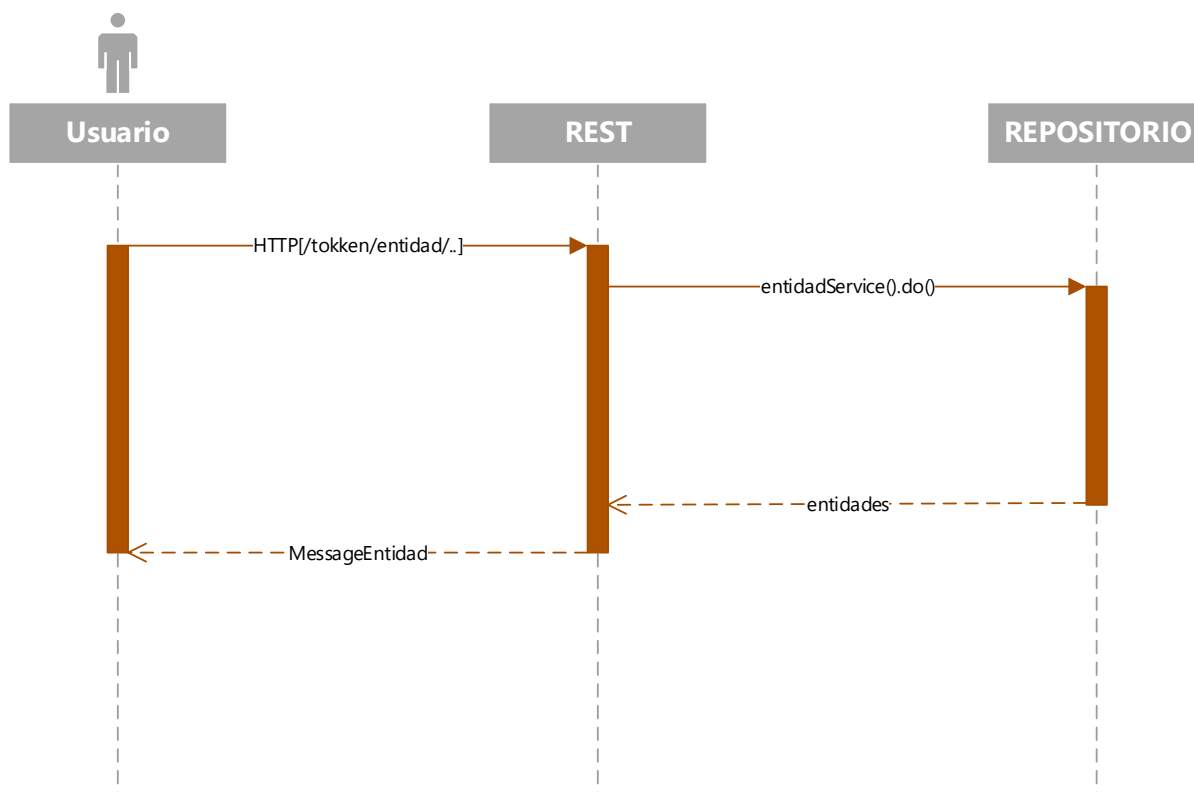 Usuario
REST
REPOSITORIO
HTTP[/tokken/entidad/..]
entidadService().do()
entidades
MessageEntidad